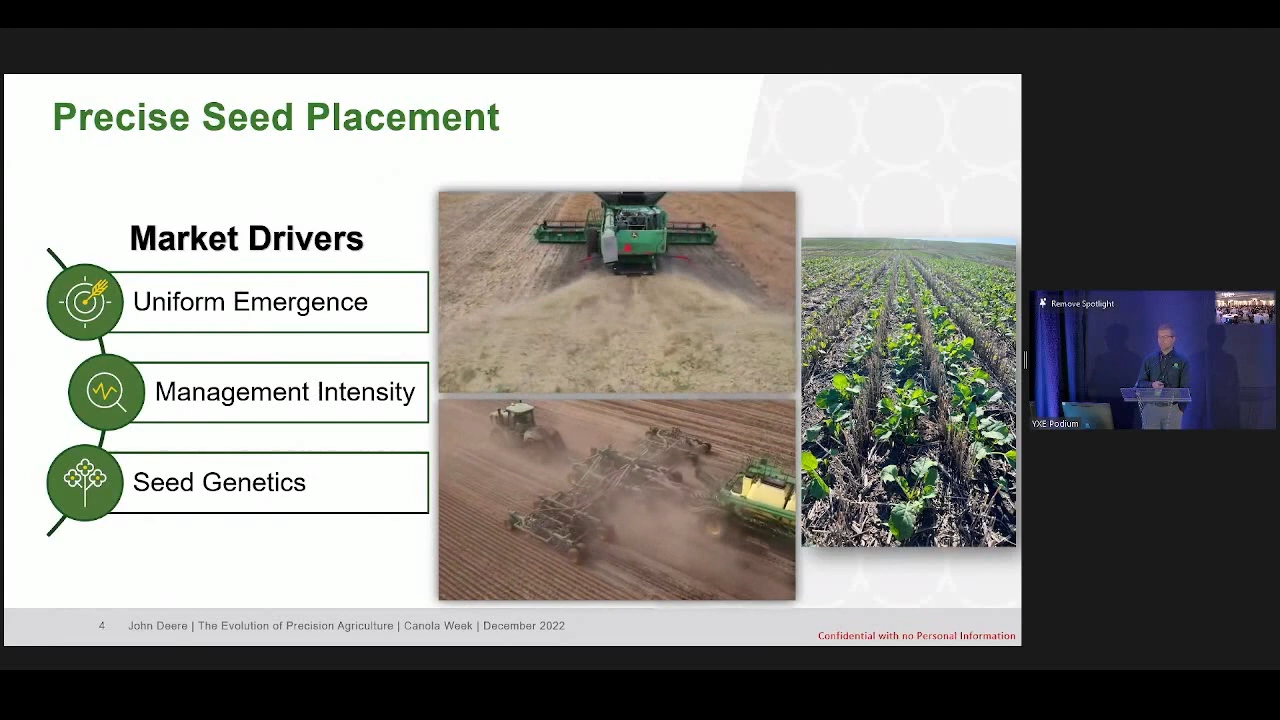 Precise Seed Placement
Market Drivers
Uniform Emergence
Management Intensity
Seed Genetics
4 John Deere | The Evolution of Precision Agriculture | Canola Week | December 2022
Confidential with no Personal Information
Remove Spotlight
YXE Podium